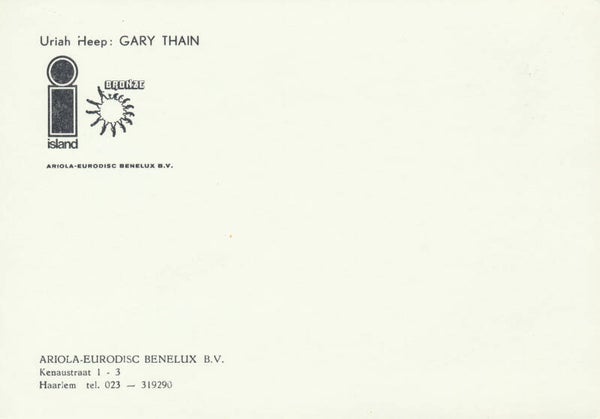 Uriah Heep: GARY THAIN
BRONZE
island
ARIOLA-EURODISC BENELUX B.V.
ARIOLA-EURODISC BENELUX B.V.
Kenaustraat 1 - 3
Haarlem tel. 023 — 319290